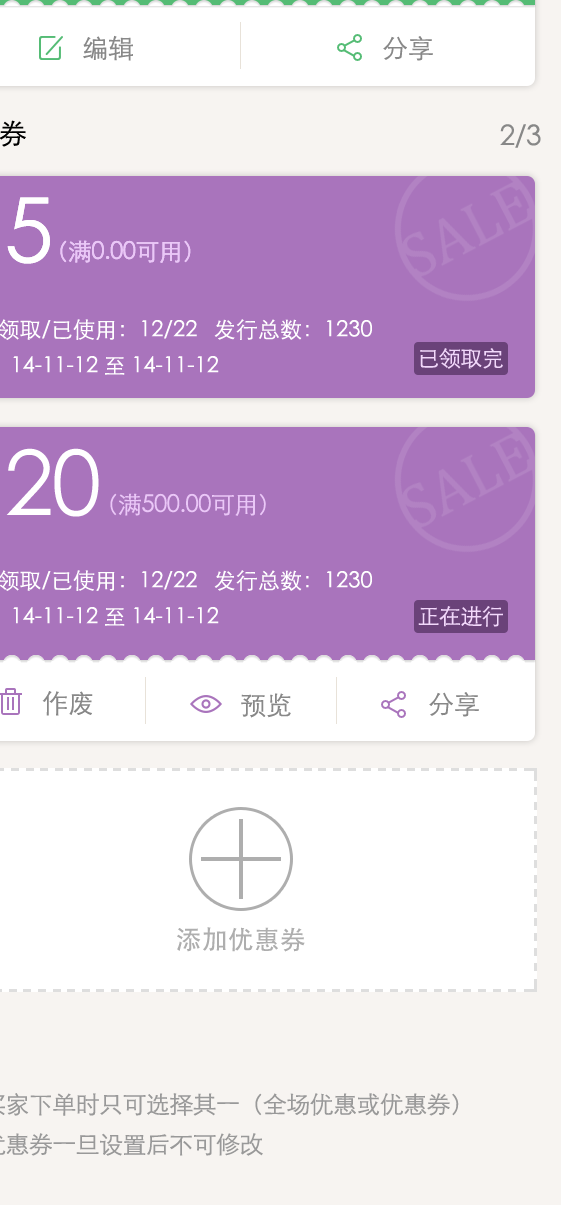 编辑 分享
券 2/3
5（满0.00可用） SALE
领取/已使用：12/22 发行总数：1230
14-11-12 至 14-11-12 已领取完
20（满500.00可用） SALE
领取/已使用：12/22 发行总数：1230
14-11-12 至 14-11-12 正在进行
作废 预览 分享
添加优惠券
买家下单时只可选择其一（全场优惠或优惠券）
优惠券一旦设置后不可修改